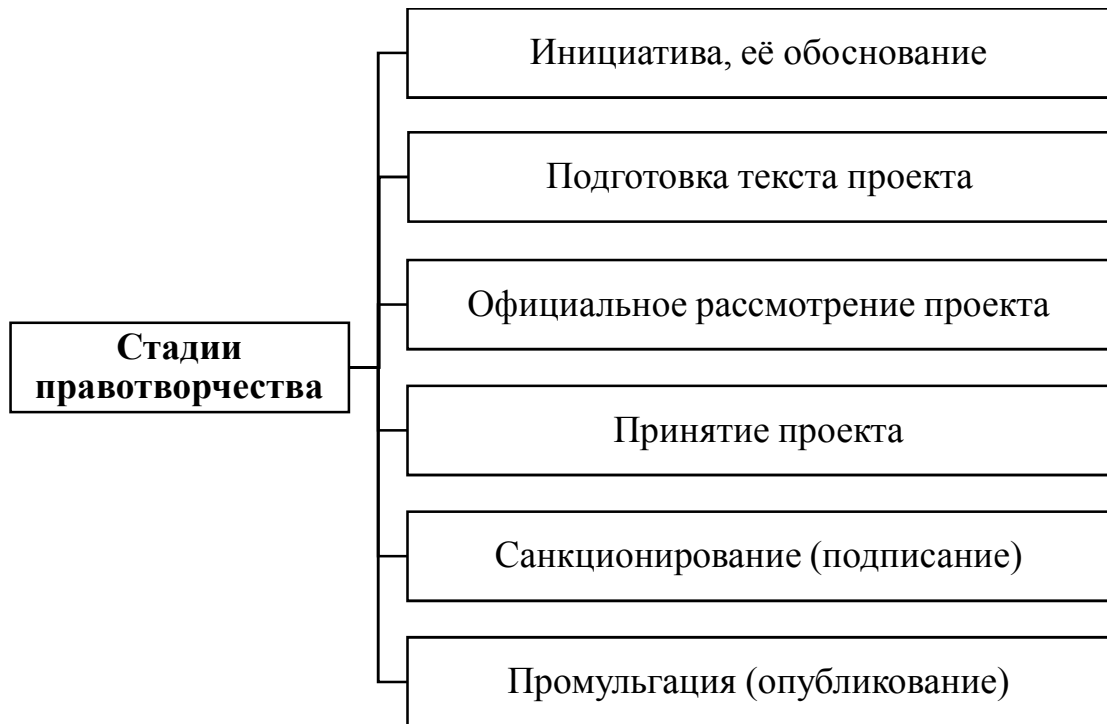 Инициатива, её обоснование
Подготовка текста проекта
Официальное рассмотрение проекта
Стадии
правотворчества
Принятие проекта
Санкционирование (подписание)
Промульгация (опубликование)